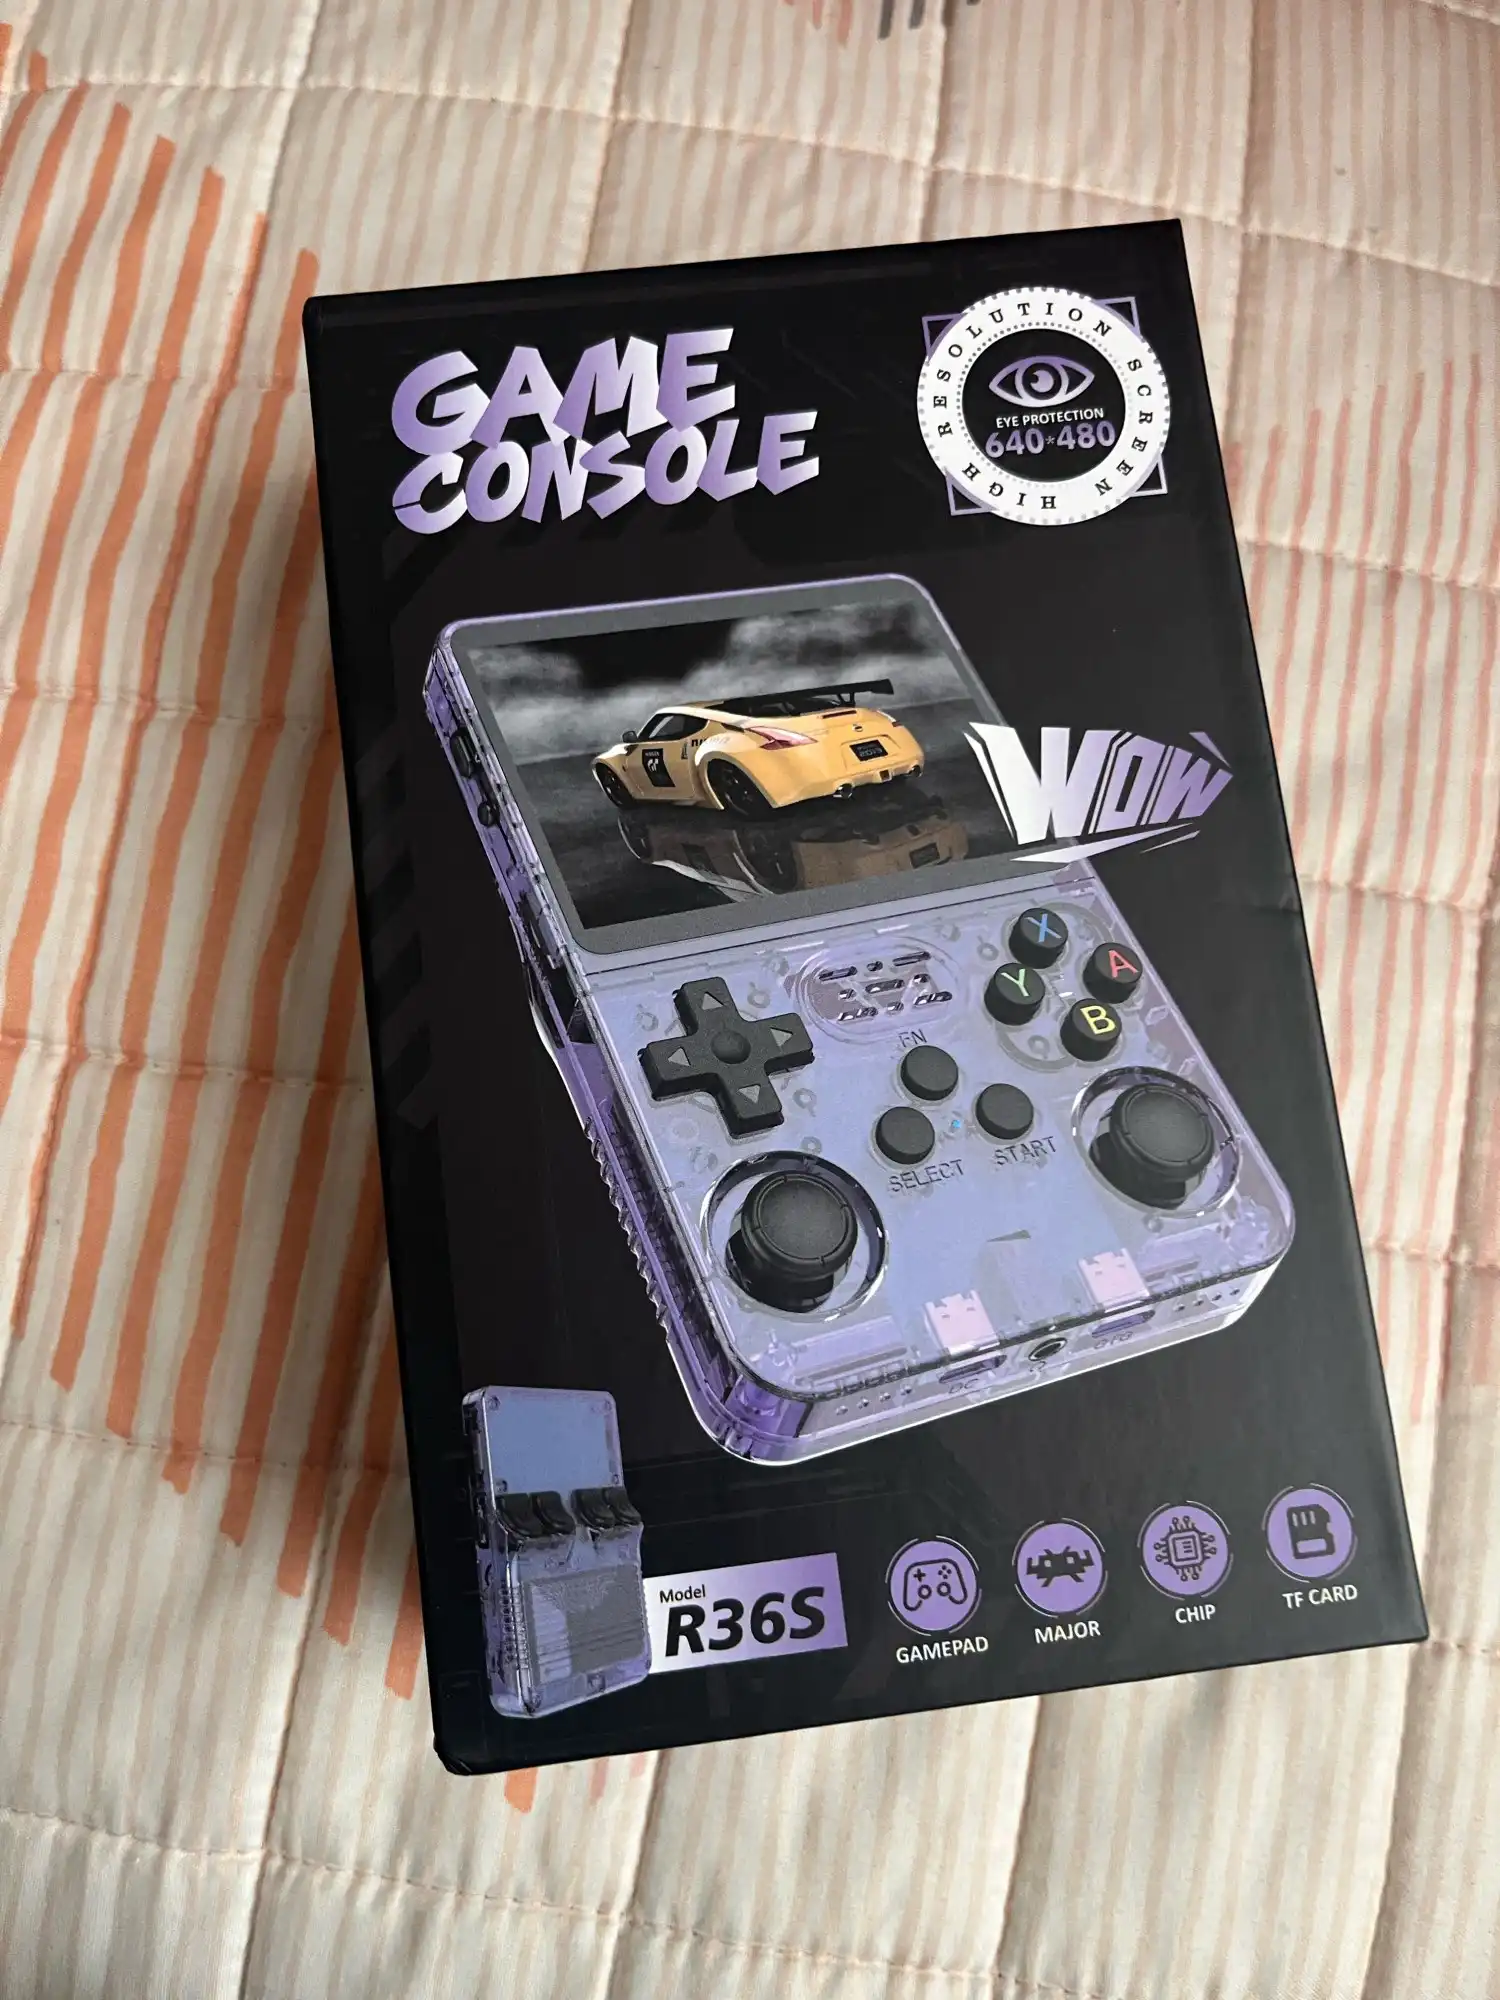 GAME
CONSOLE
HIGH RESOLUTION SCREEN
EYE PROTECTION
640*480
WOW
X
Y
A
B
FN
SELECT
START
DC
OTG
Model
R36S
GAMEPAD
MAJOR
CHIP
TF CARD